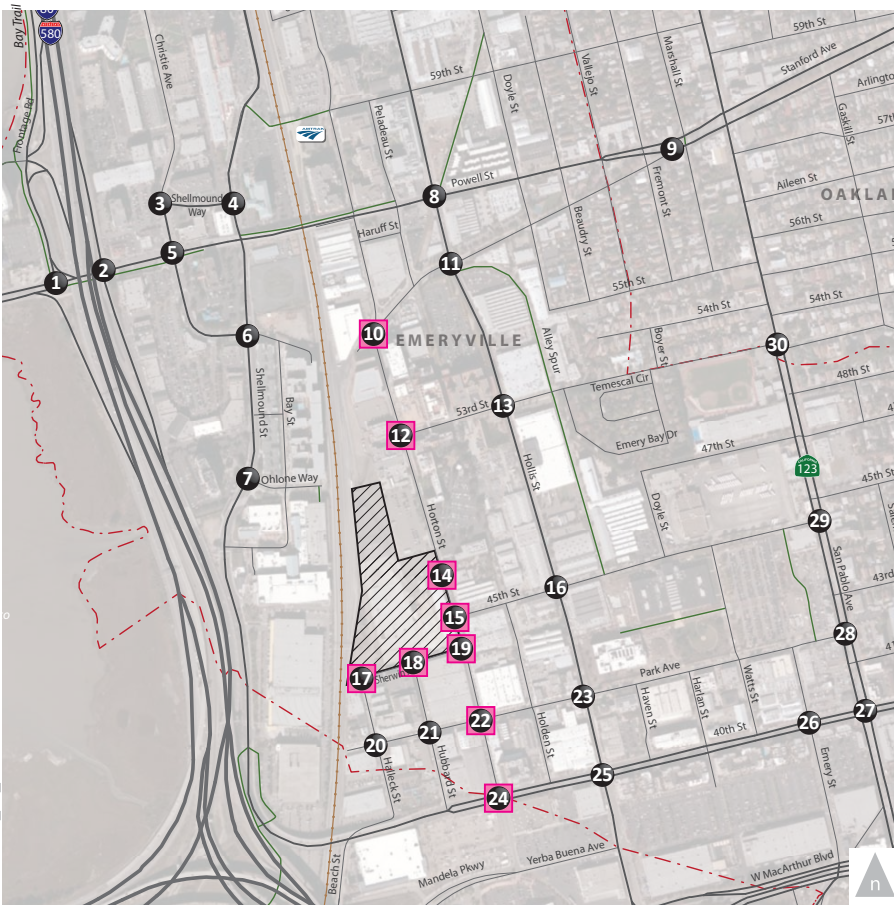 80
580
Bay Trail
Frontage Rd
Christie Ave
59th St
Peladeau St
Doyle St
Vallejo St
Marshall St
59th St
Stanford Ave
Arlington
Gaskill St
57th
AMTRAK
9
Powell St
8
3
Shellmound
Way
4
Beaudry St
Fremont St
Aileen St
OAKLA
56th St
Haruff St
5
11
2
1
55th St
54th St
54th St
10
EMERYVILLE
6
Alley Spur
Boyer St
30
48th St
Temescal Cir
Shellmound St
Bay St
53rd St
13
12
Emery Bay Dr
47th St
CALIFORNIA
123
45th St
Hollis St
7
Ohlone Way
Doyle St
Horton St
29
San Pablo Ave
14
16
45th St
43rd
15
28
19
18
17
Sherw
Park Ave
41
23
Haven St
Harlan St
Watts St
22
21
20
Holden St
40th St
26
27
Halleck St
Hubbard St
25
Emery St
24
Beach St
Mandela Pkwy
Yerba Buena Ave
W MacArthur Blvd
n